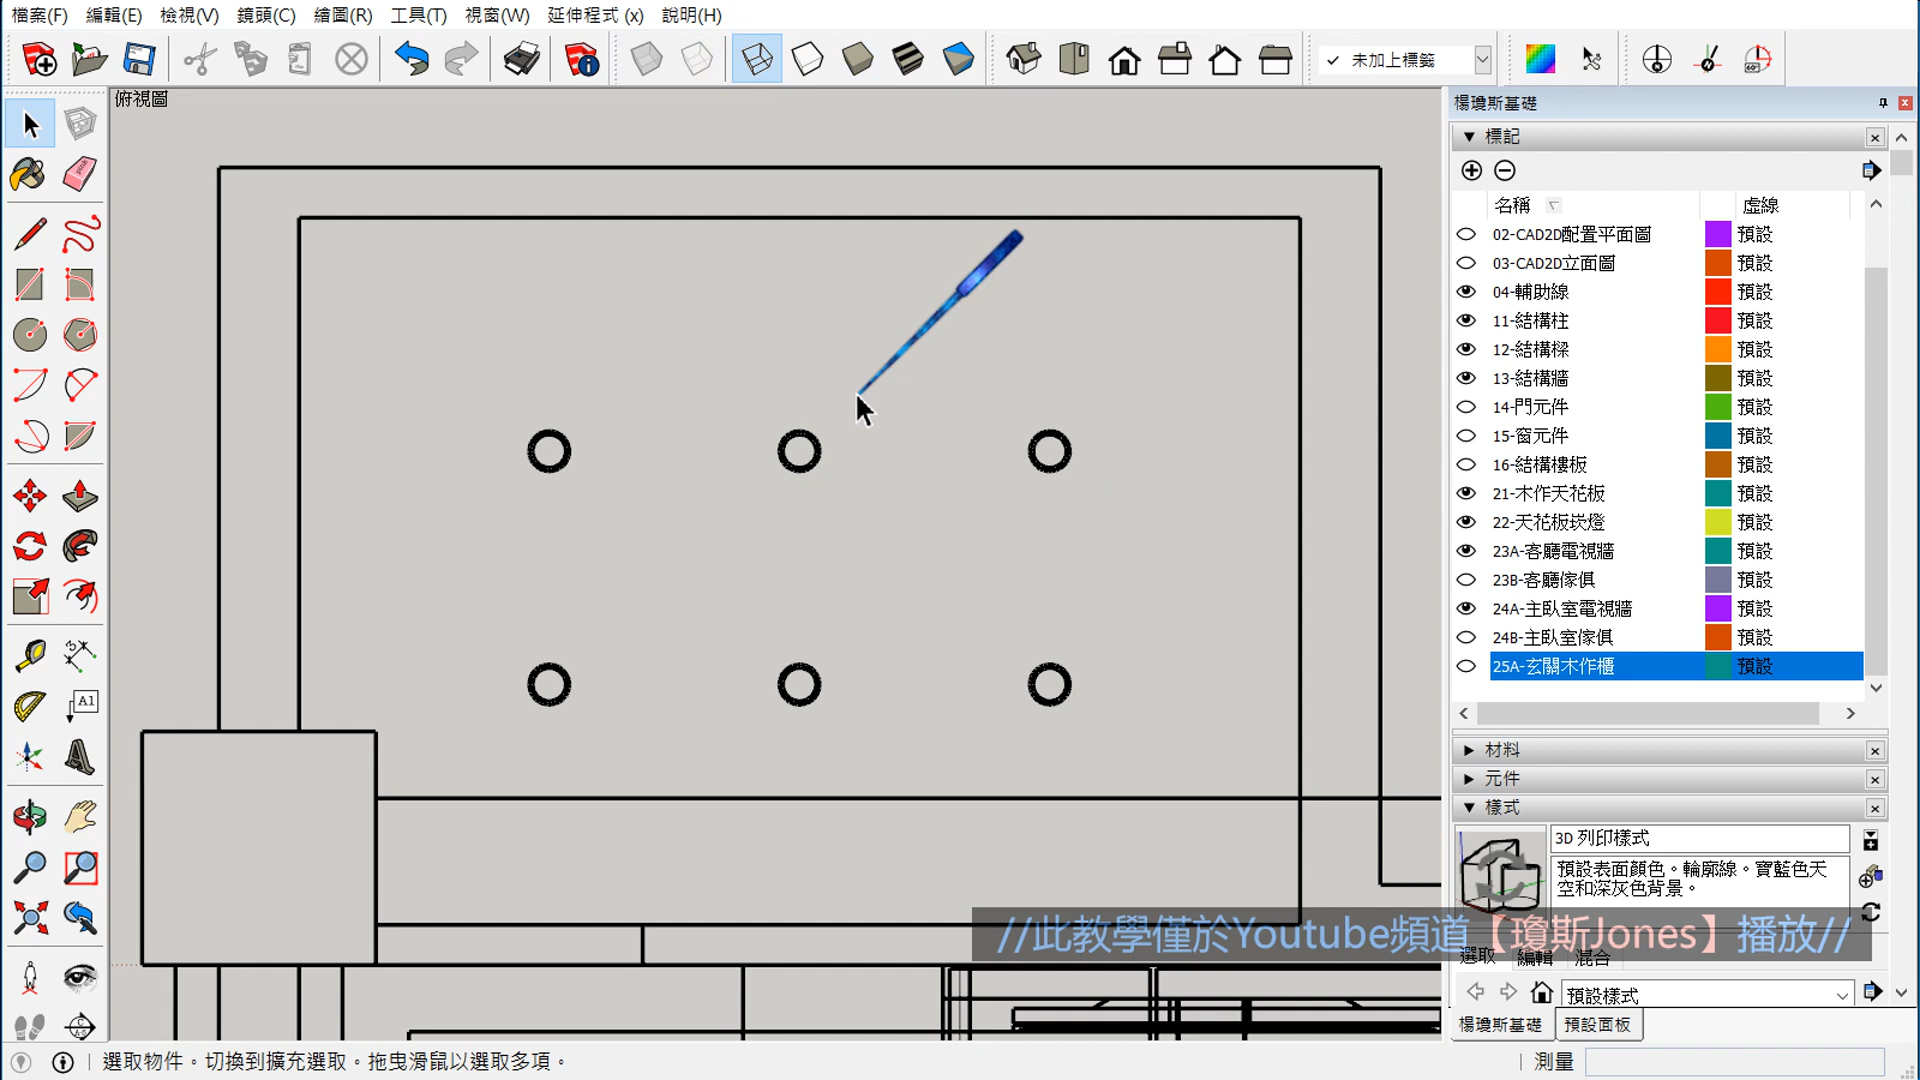 檔案(F) 編輯(E) 檢視(V) 鏡頭(C) 繪圖(R) 工具(T) 視窗(W) 延伸程式 (x) 說明(H)
✓ 未加上標籤
俯視圖
楊瓊斯基礎
▼ 標記
名稱 虛線
02-CAD2D配置平面圖 預設
03-CAD2D立面圖 預設
04-輔助線 預設
11-結構柱 預設
12-結構樑 預設
13-結構牆 預設
14-門元件 預設
15-窗元件 預設
16-結構樓板 預設
21-木作天花板 預設
22-天花板崁燈 預設
23A-客廳電視牆 預設
23B-客廳傢俱 預設
24A-主臥室電視牆 預設
24B-主臥室傢俱 預設
25A-玄關木作櫃 預設
▶ 材料
▶ 元件
▼ 樣式
3D 列印樣式
預設表面顏色。輪廓線。寶藍色天
空和深灰色背景。
//此教學僅於Youtube頻道【瓊斯Jones】播放//
選取 編輯 混合
預設樣式
楊瓊斯基礎 預設面板
選取物件。切換到擴充選取。拖曳滑鼠以選取多項。
測量